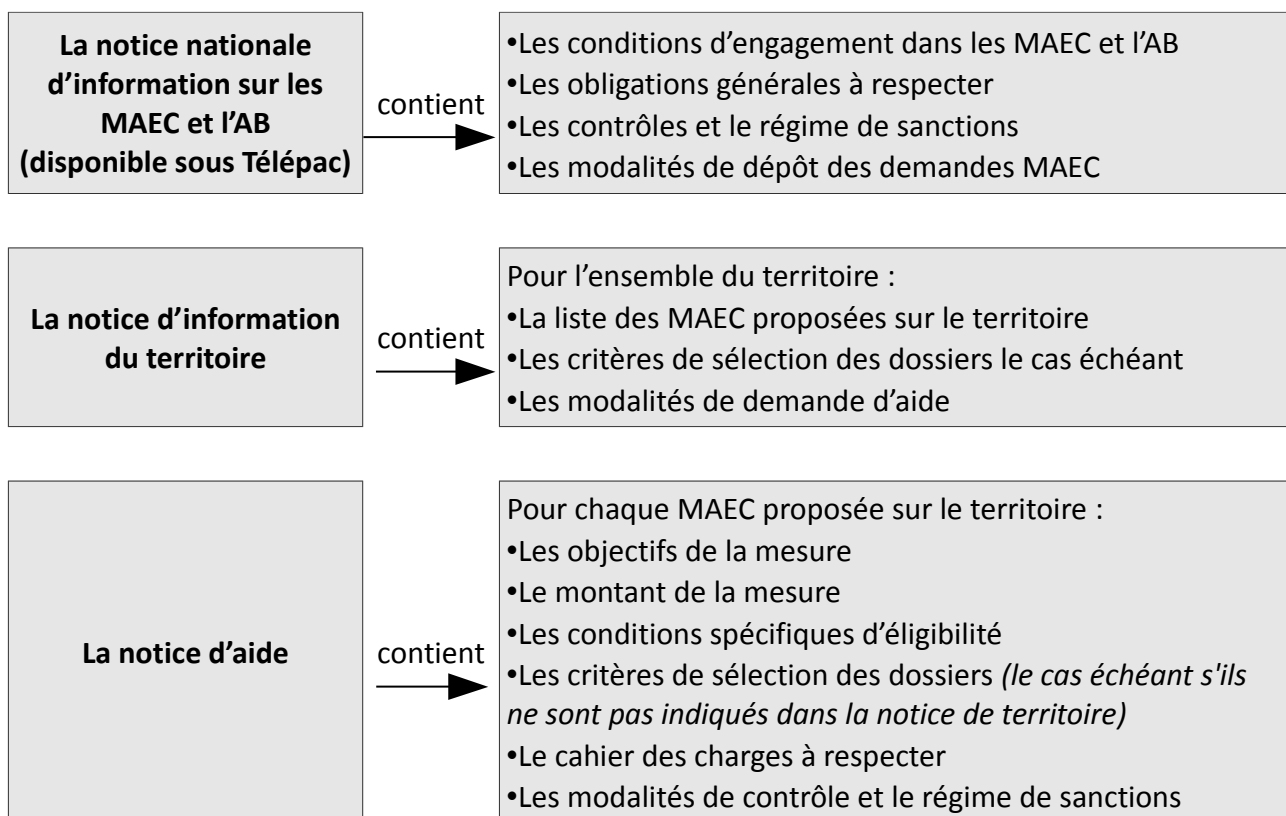 La notice nationale
d’information sur les
MAEC et l’AB
(disponible sous Télépac)
contient
•Les conditions d’engagement dans les MAEC et l’AB
•Les obligations générales à respecter
•Les contrôles et le régime de sanctions
•Les modalités de dépôt des demandes MAEC
La notice d’information
du territoire
contient
Pour l’ensemble du territoire :
•La liste des MAEC proposées sur le territoire
•Les critères de sélection des dossiers le cas échéant
•Les modalités de demande d’aide
La notice d’aide
contient
Pour chaque MAEC proposée sur le territoire :
•Les objectifs de la mesure
•Le montant de la mesure
•Les conditions spécifiques d’éligibilité
•Les critères de sélection des dossiers (le cas échéant s'ils
ne sont pas indiqués dans la notice de territoire)
•Le cahier des charges à respecter
•Les modalités de contrôle et le régime de sanctions